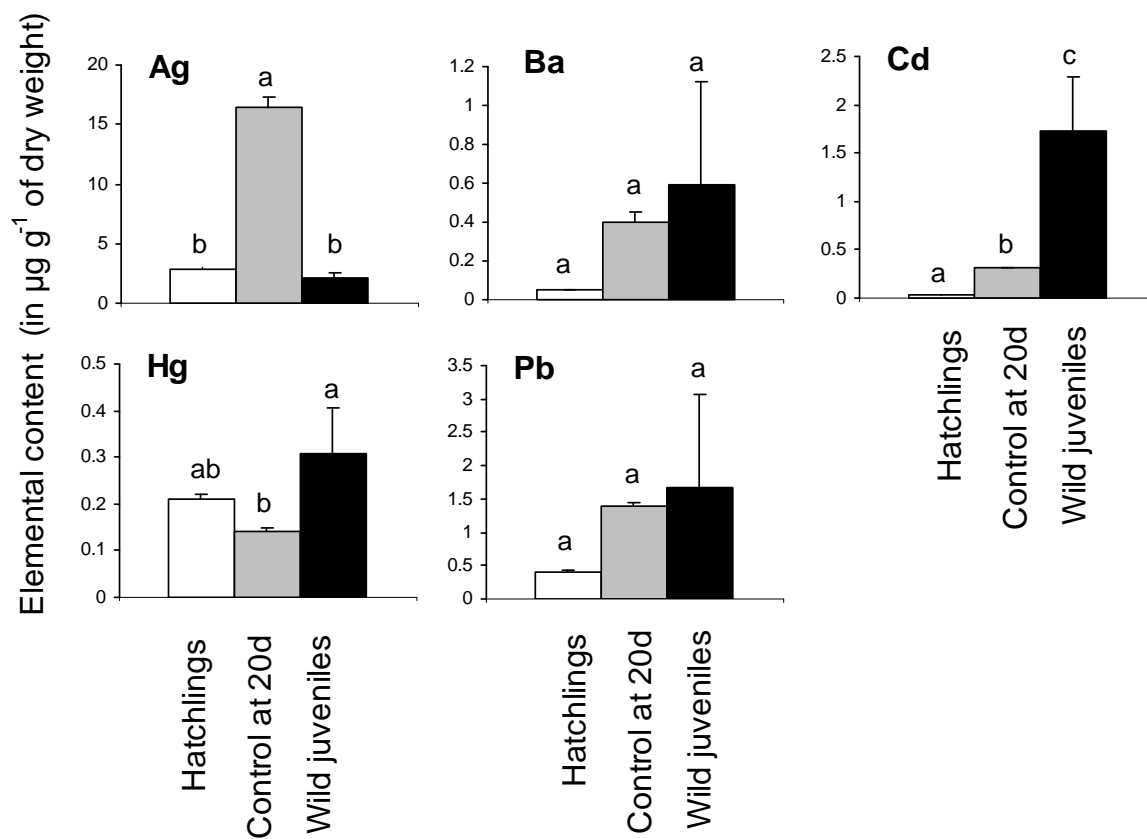 Elemental content (in µg g-1 of dry weight)
Ag
20
15
10
5
0
b
a
b
Ba
1.2
1
0.8
0.6
0.4
0.2
0
a
a
a
Cd
2.5
2
1.5
1
0.5
0
a
b
c
Hatchlings
Control at 20d
Wild juveniles
Hg
0.5
0.4
0.3
0.2
0.1
0
ab
b
a
Hatchlings
Control at 20d
Wild juveniles
Pb
3.5
3
2.5
2
1.5
1
0.5
0
a
a
a
Hatchlings
Control at 20d
Wild juveniles